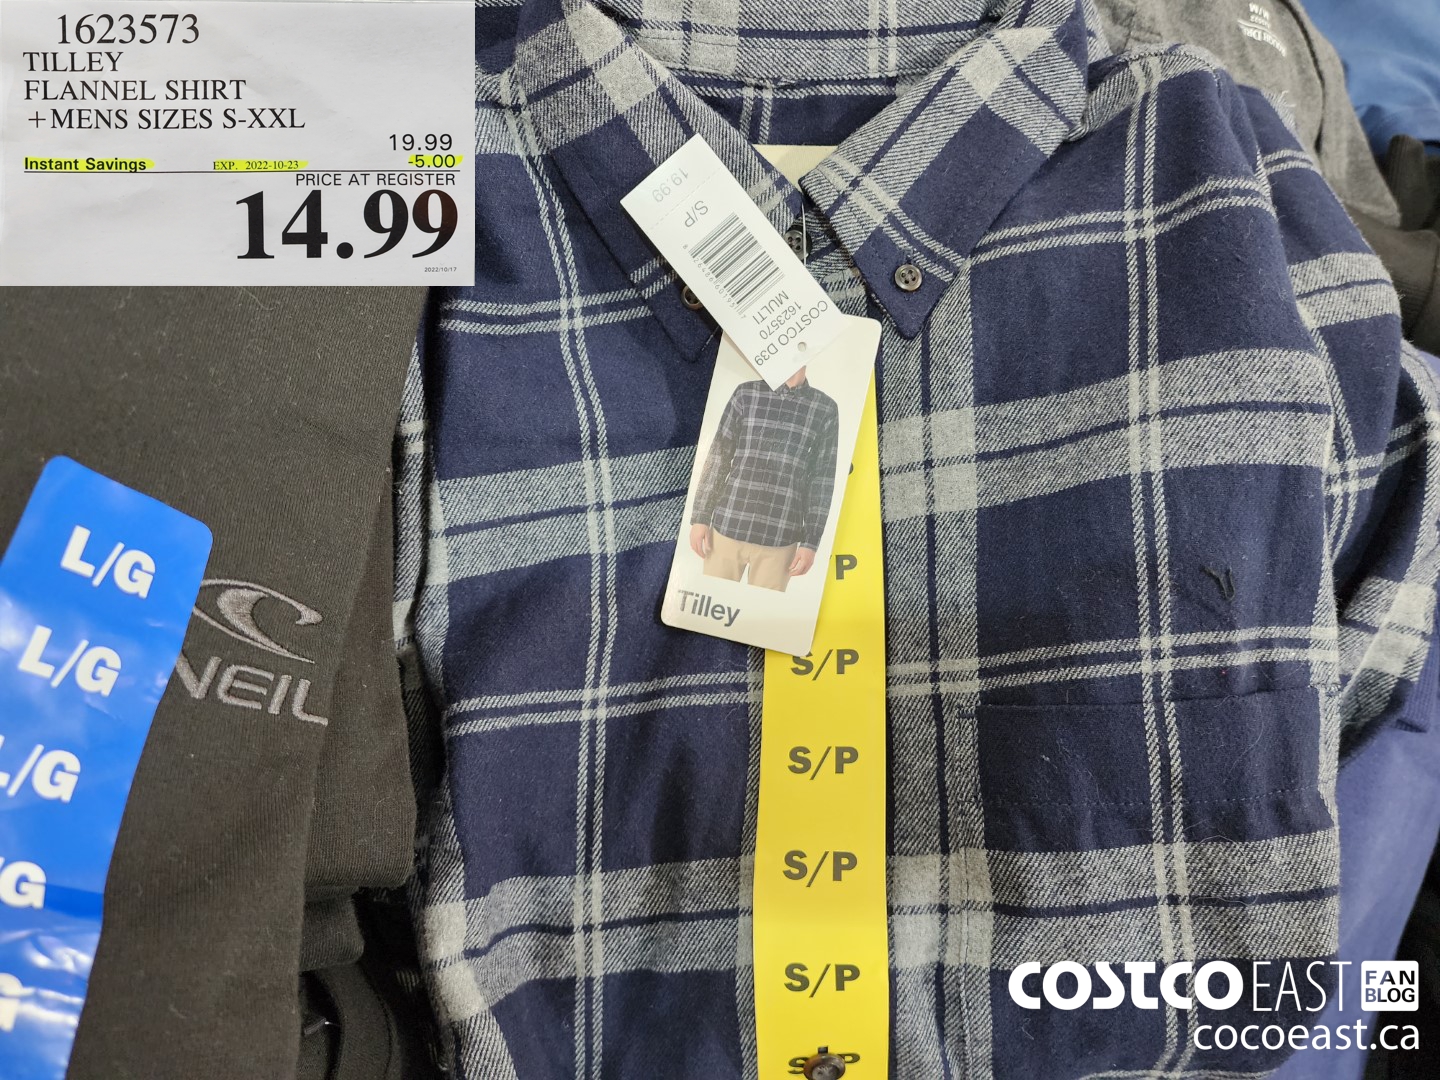 1623573
TILLEY
FLANNEL SHIRT
+MENS SIZES S-XXL
19.99
Instant Savings EXP. 2022-10-23 -5.00
PRICE AT REGISTER
14.99
2022/10/17
19.99
S/P
MULTI
1623570
COSTCO D39
Tilley
/P
S/P
S/P
S/P
S/P
S/P
L/G
L/G
L/G
/G
G
NEIL
COSTCO EAST FAN BLOG
cocoeast.ca